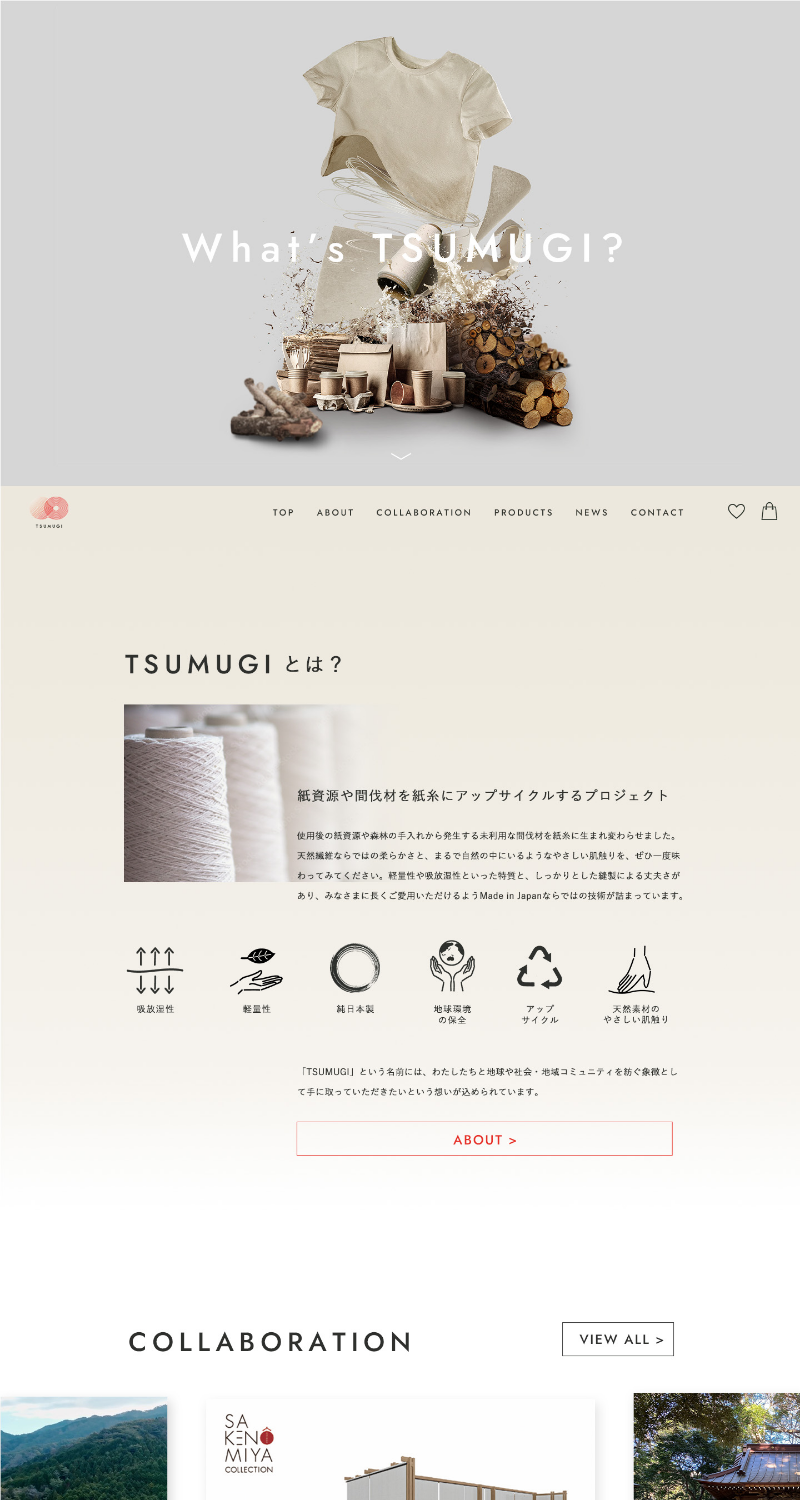 What's TSUMUGI?
TSUMUGI
TOP ABOUT COLLABORATION PRODUCTS NEWS CONTACT
TSUMUGI とは？
紙資源や間伐材を紙糸にアップサイクルするプロジェクト
使用後の紙資源や森林の手入れから発生する未利用な間伐材を紙糸に生まれ変わらせました。
天然繊維ならではの柔らかさと、まるで自然の中にいるようなやさしい肌触りを、ぜひ一度味
わってみてください。軽量性や吸放湿性といった特質と、しっかりとした縫製による丈夫さが
あり、みなさまに長くご愛用いただけるようMade in Japanならではの技術が詰まっています。
吸放湿性
軽量性
純日本製
地球環境
の保全
アップ
サイクル
天然素材の
やさしい肌触り
「TSUMUGI」という名前には、わたしたちと地球や社会・地域コミュニティを紡ぐ象徴とし
て手に取っていただきたいという想いが込められています。
ABOUT >
COLLABORATION
VIEW ALL >
SA
KENÔ
MIYA
COLLECTION